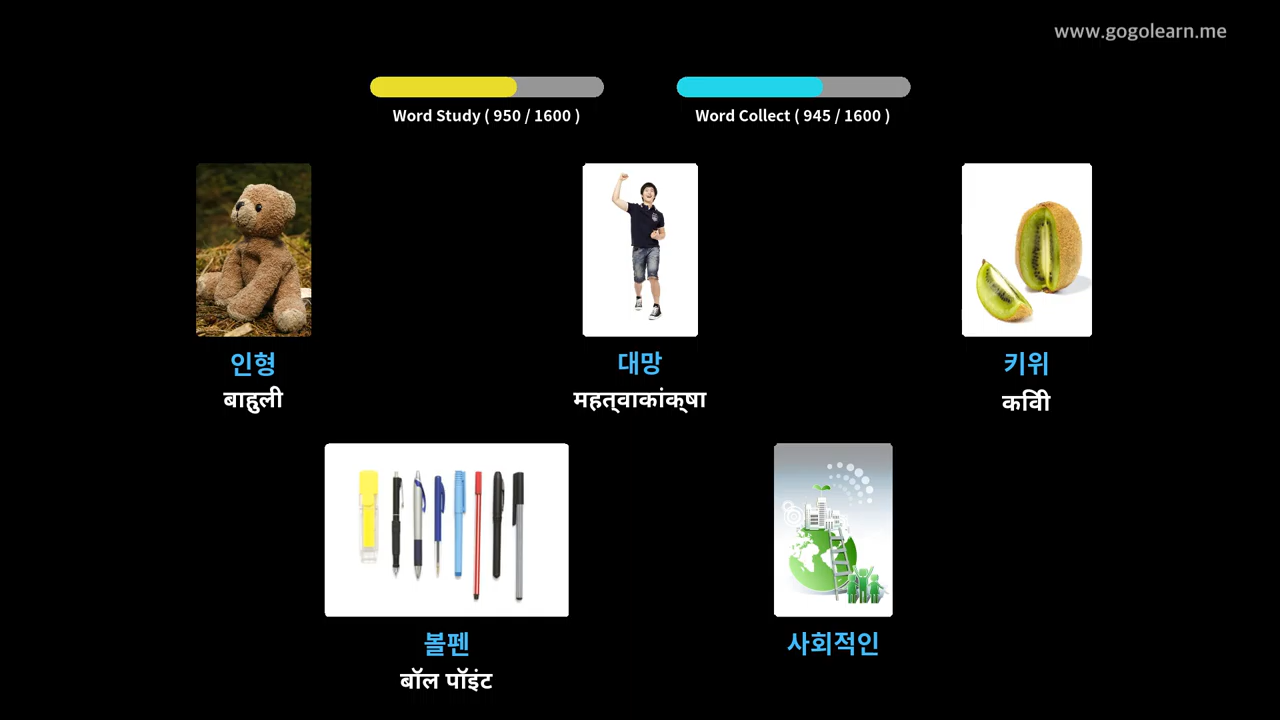 www.gogolearn.me
Word Study ( 950 / 1600 )
Word Collect ( 945 / 1600 )
인형
बाहुली
대망
महत्वाकांक्षा
키위
किवी
볼펜
बॉल पॉइंट
사회적인